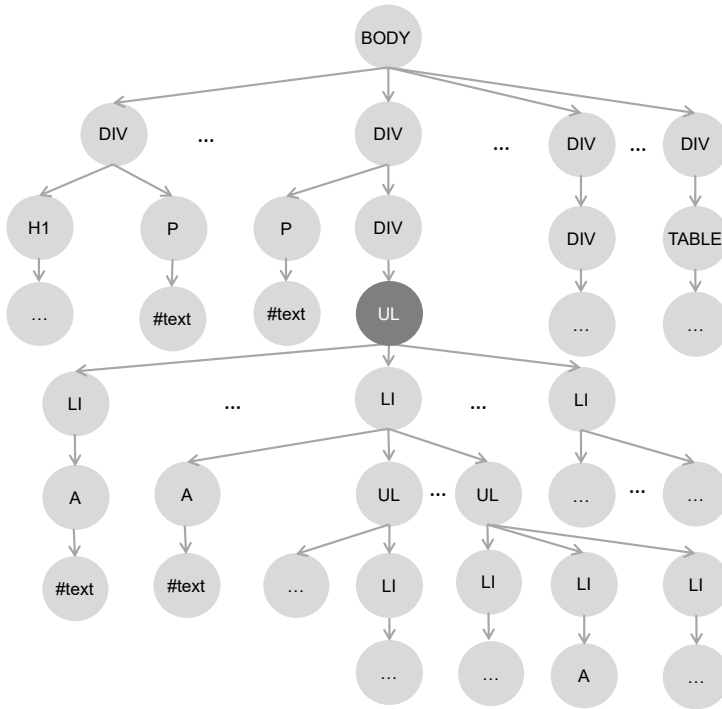 BODY
DIV ... DIV ... DIV ... DIV
H1 P P DIV DIV TABLE
... #text #text UL ... ...
LI ... LI ... LI
A A UL ... UL ... ... ...
#text #text ... LI LI LI LI
... ... A ...